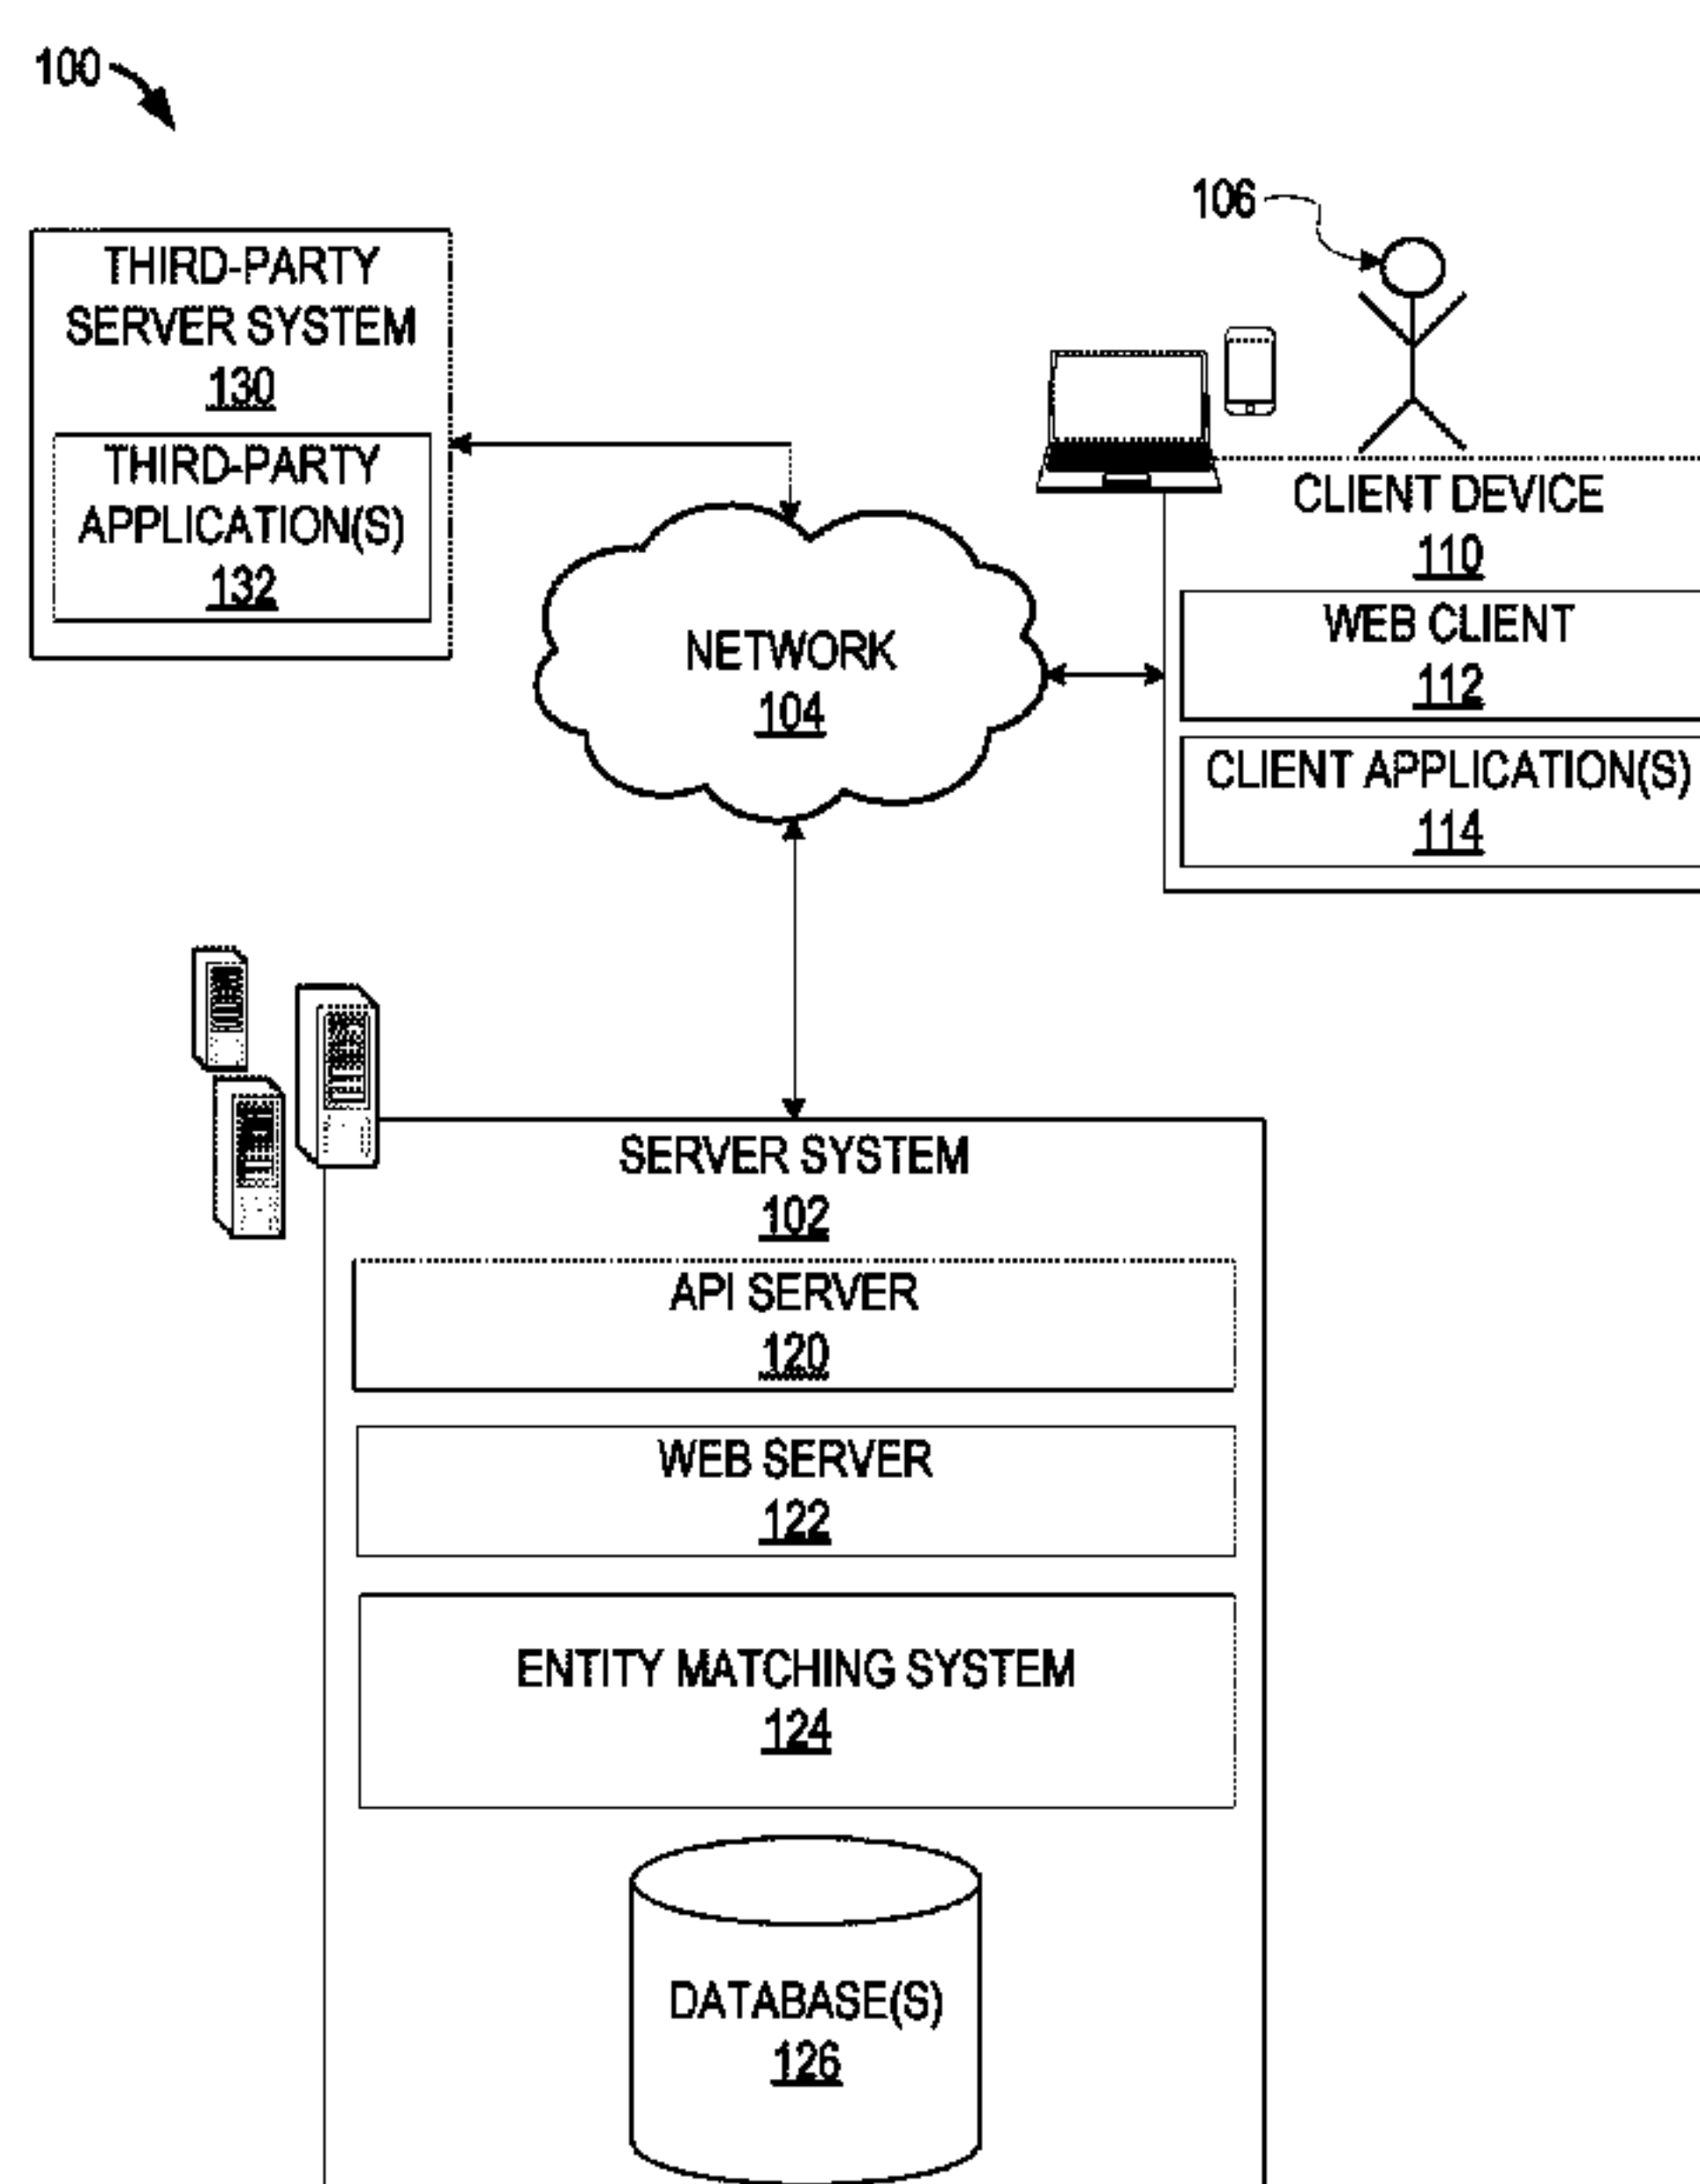 100
106
THIRD-PARTY
SERVER SYSTEM
130
THIRD-PARTY
APPLICATION(S)
132
CLIENT DEVICE
110
WEB CLIENT
112
CLIENT APPLICATION(S)
114
NETWORK
104
SERVER SYSTEM
102
API SERVER
120
WEB SERVER
122
ENTITY MATCHING SYSTEM
124
DATABASE(S)
126